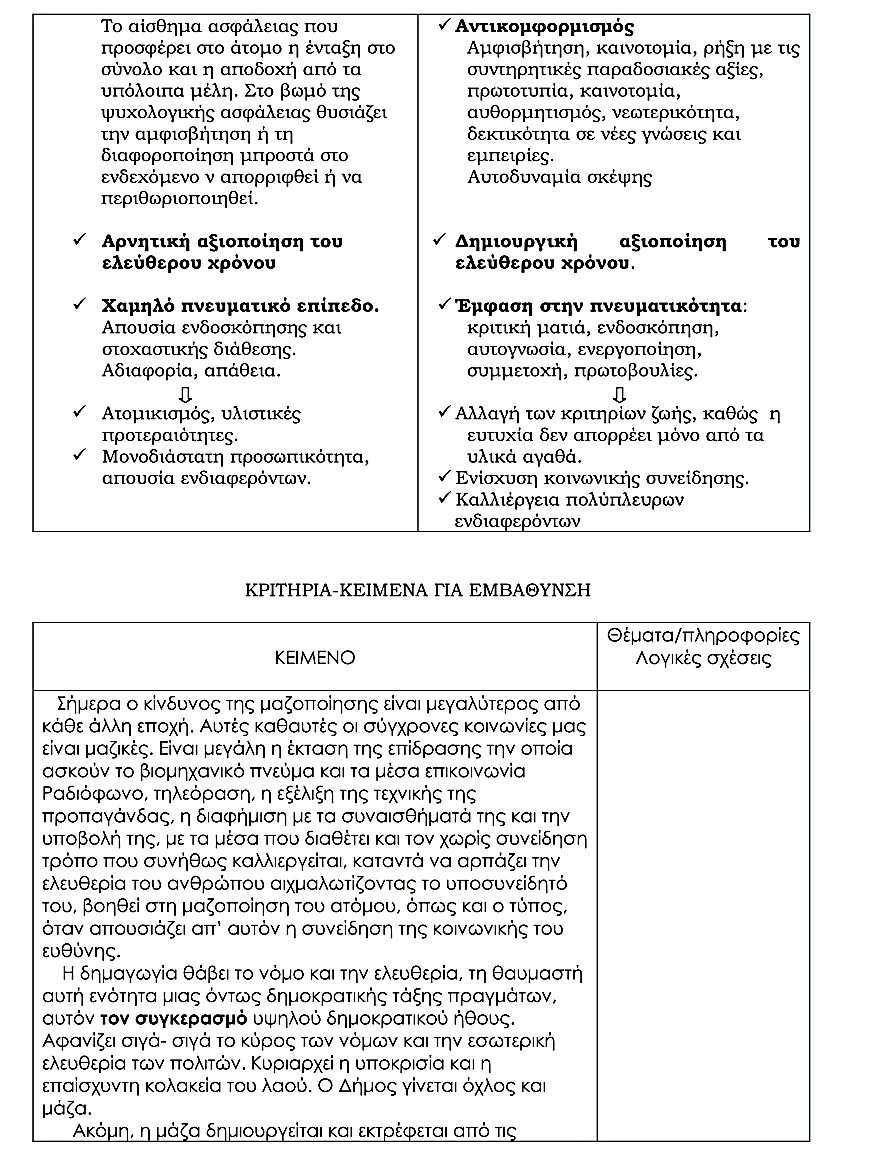 Το αίσθημα ασφάλειας που
προσφέρει στο άτομο η ένταξη στο
σύνολο και η αποδοχή από τα
υπόλοιπα μέλη. Στο βωμό της
ψυχολογικής ασφάλειας θυσιάζει
την αμφισβήτηση ή τη
διαφοροποίηση μπροστά στο
ενδεχόμενο ν απορριφθεί ή να
περιθωριοποιηθεί.
✓ Αρνητική αξιοποίηση του
ελεύθερου χρόνου
✓ Χαμηλό πνευματικό επίπεδο.
Απουσία ενδοσκόπησης και
στοχαστικής διάθεσης.
Αδιαφορία, απάθεια.
⇩
✓ Ατομικισμός, υλιστικές
προτεραιότητες.
✓ Μονοδιάστατη προσωπικότητα,
απουσία ενδιαφερόντων.
✓ Αντικομφορμισμός
Αμφισβήτηση, καινοτομία, ρήξη με τις
συντηρητικές παραδοσιακές αξίες,
πρωτοτυπία, καινοτομία,
αυθορμητισμός, νεωτερικότητα,
δεκτικότητα σε νέες γνώσεις και
εμπειρίες.
Αυτοδυναμία σκέψης
✓ Δημιουργική αξιοποίηση του
ελεύθερου χρόνου.
✓ Έμφαση στην πνευματικότητα:
κριτική ματιά, ενδοσκόπηση,
αυτογνωσία, ενεργοποίηση,
συμμετοχή, πρωτοβουλίες.
⇩
✓ Αλλαγή των κριτηρίων ζωής, καθώς η
ευτυχία δεν απορρέει μόνο από τα
υλικά αγαθά.
✓ Ενίσχυση κοινωνικής συνείδησης.
✓ Καλλιέργεια πολύπλευρων
ενδιαφερόντων
ΚΡΙΤΗΡΙΑ-ΚΕΙΜΕΝΑ ΓΙΑ ΕΜΒΑΘΥΝΣΗ
ΚΕΙΜΕΝΟ
Θέματα/πληροφορίες
Λογικές σχέσεις
Σήμερα ο κίνδυνος της μαζοποίησης είναι μεγαλύτερος από
κάθε άλλη εποχή. Αυτές καθαυτές οι σύγχρονες κοινωνίες μας
είναι μαζικές. Είναι μεγάλη η έκταση της επίδρασης την οποία
ασκούν το βιομηχανικό πνεύμα και τα μέσα επικοινωνία
Ραδιόφωνο, τηλεόραση, η εξέλιξη της τεχνικής της
προπαγάνδας, η διαφήμιση με τα συναισθήματά της και την
υποβολή της, με τα μέσα που διαθέτει και τον χωρίς συνείδηση
τρόπο που συνήθως καλλιεργείται, καταντά να αρπάζει την
ελευθερία του ανθρώπου αιχμαλωτίζοντας το υποσυνείδητό
του, βοηθεί στη μαζοποίηση του ατόμου, όπως και ο τύπος,
όταν απουσιάζει απ' αυτόν η συνείδηση της κοινωνικής του
ευθύνης.
Η δημαγωγία θάβει το νόμο και την ελευθερία, τη θαυμαστή
αυτή ενότητα μιας όντως δημοκρατικής τάξης πραγμάτων,
αυτόν τον συγκερασμό υψηλού δημοκρατικού ήθους.
Αφανίζει σιγά- σιγά το κύρος των νόμων και την εσωτερική
ελευθερία των πολιτών. Κυριαρχεί η υποκρισία και η
επαίσχυντη κολακεία του λαού. Ο Δήμος γίνεται όχλος και
μάζα.
Ακόμη, η μάζα δημιουργείται και εκτρέφεται από τις